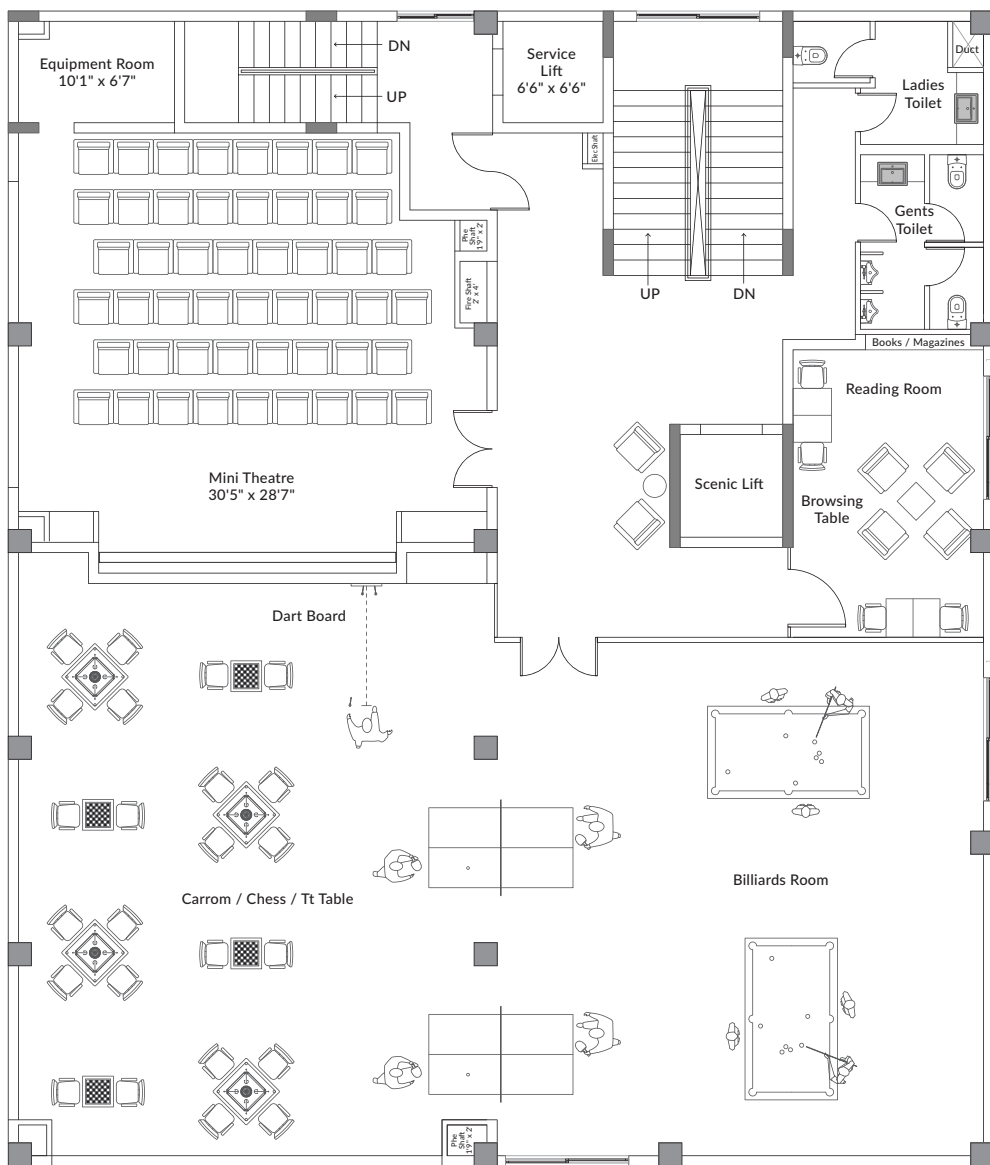 DN
UP
Equipment Room
10'1" x 6'7"
Service
Lift
6'6" x 6'6"
Duct
Ladies
Toilet
Elec Shaft
Gents
Toilet
Phe
Shaft
1'9" x 2'
Fire Shaft
2' x 4'
UP
DN
Books / Magazines
Reading Room
Mini Theatre
30'5" x 28'7"
Scenic Lift
Browsing
Table
Dart Board
Billiards Room
Carrom / Chess / Tt Table
Phe
Shaft
1'9" x 2'